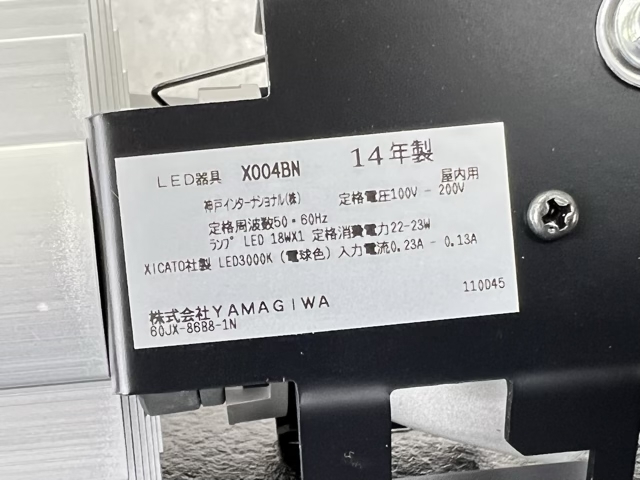 LED器具 X004BN 14年製
神戸インターナショナル(株) 定格電圧100V - 200V 屋内用
定格周波数50・60Hz
ランプ LED 18WX1 定格消費電力22-23W
XICATO社製 LED3000K (電球色) 入力電流0.23A - 0.13A
110045
株式会社YAMAGIWA
60JX-86B8-1N